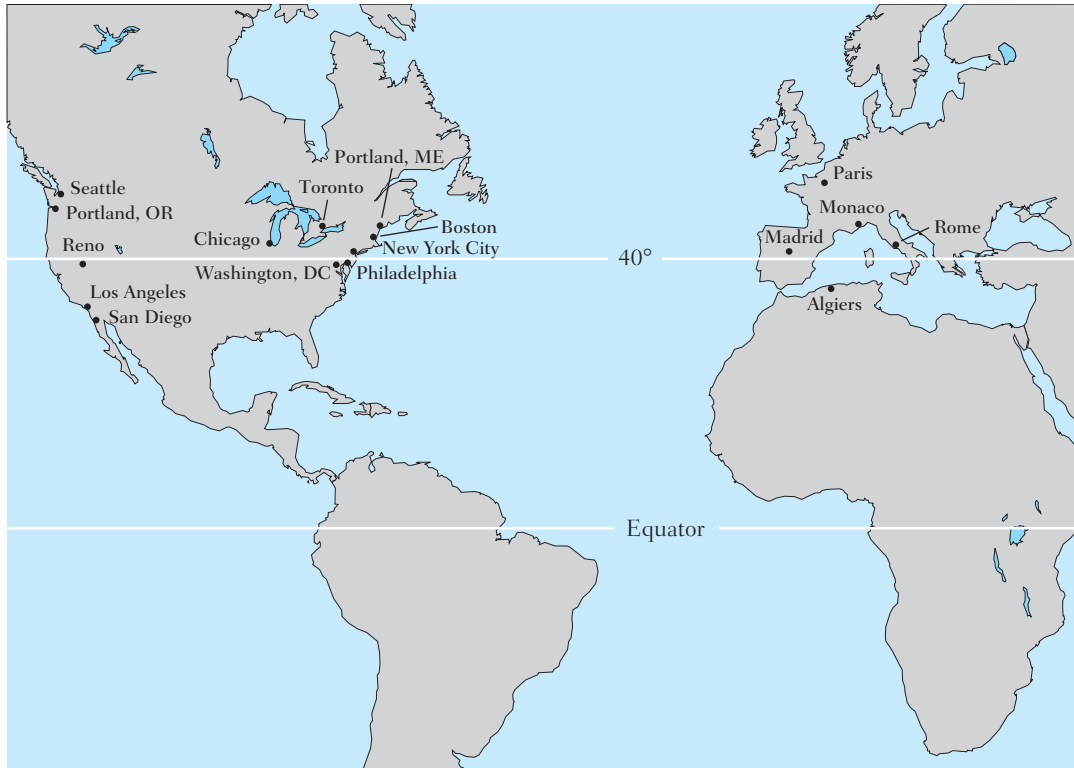 Portland, ME
Seattle
Toronto
Paris
Portland, OR
Monaco
Boston
Rome
Chicago
Reno
New York City
Madrid
40°
Washington, DC
Philadelphia
Los Angeles
Algiers
San Diego
Equator